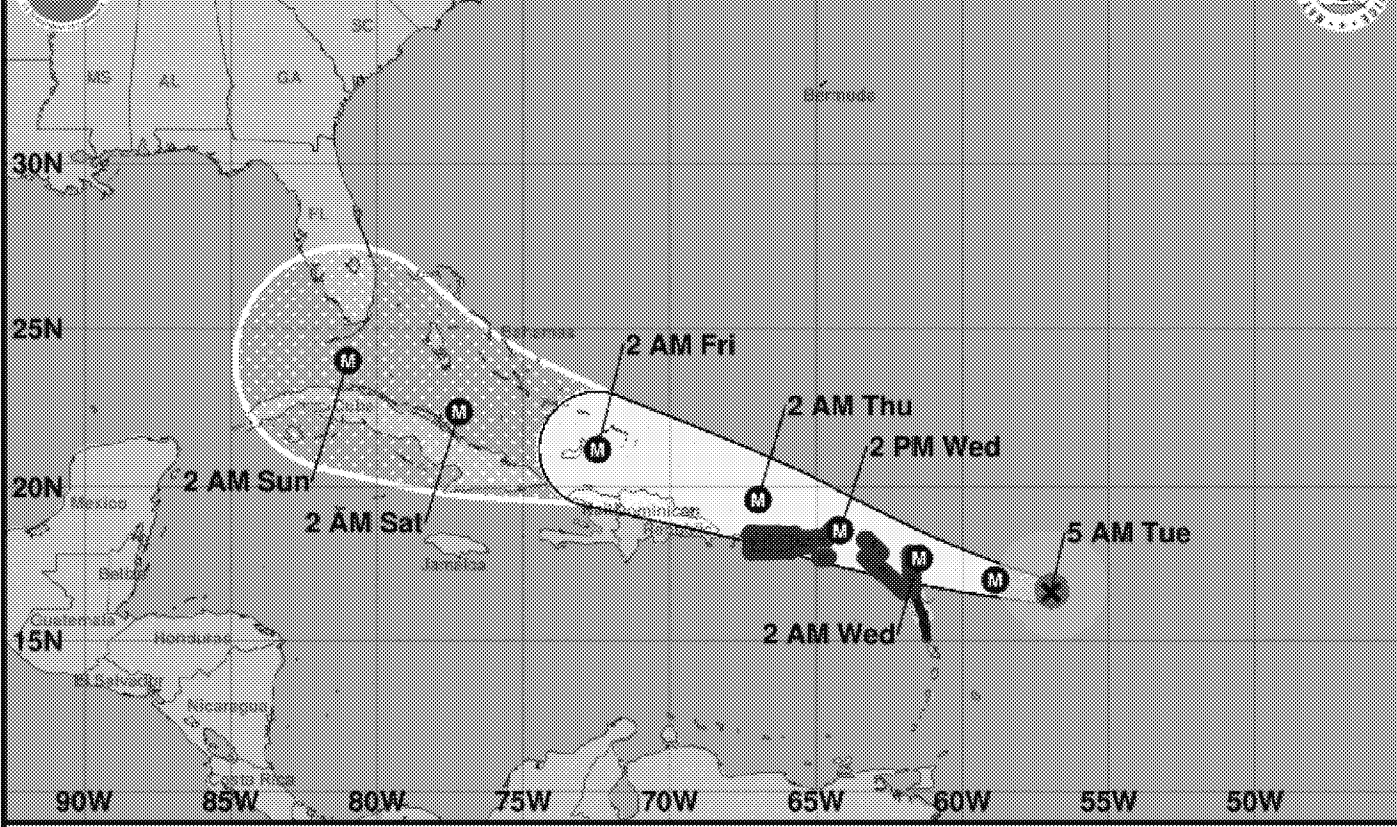 SC
MS
AL
GA
Bermuda
30N
FL
25N
Bahamas
2 AM Fri
Cuba
2 AM Thu
2 PM Wed
20N
2 AM Sun
Mexico
2 AM Sat
Dominican
5 AM Tue
Jamaica
Belize
Guatemala
15N
Honduras
2 AM Wed
El Salvador
Nicaragua
Costa Rica
90W
85W
80W
75W
70W
65W
60W
55W
50W
M
M
M
M
M
M
M